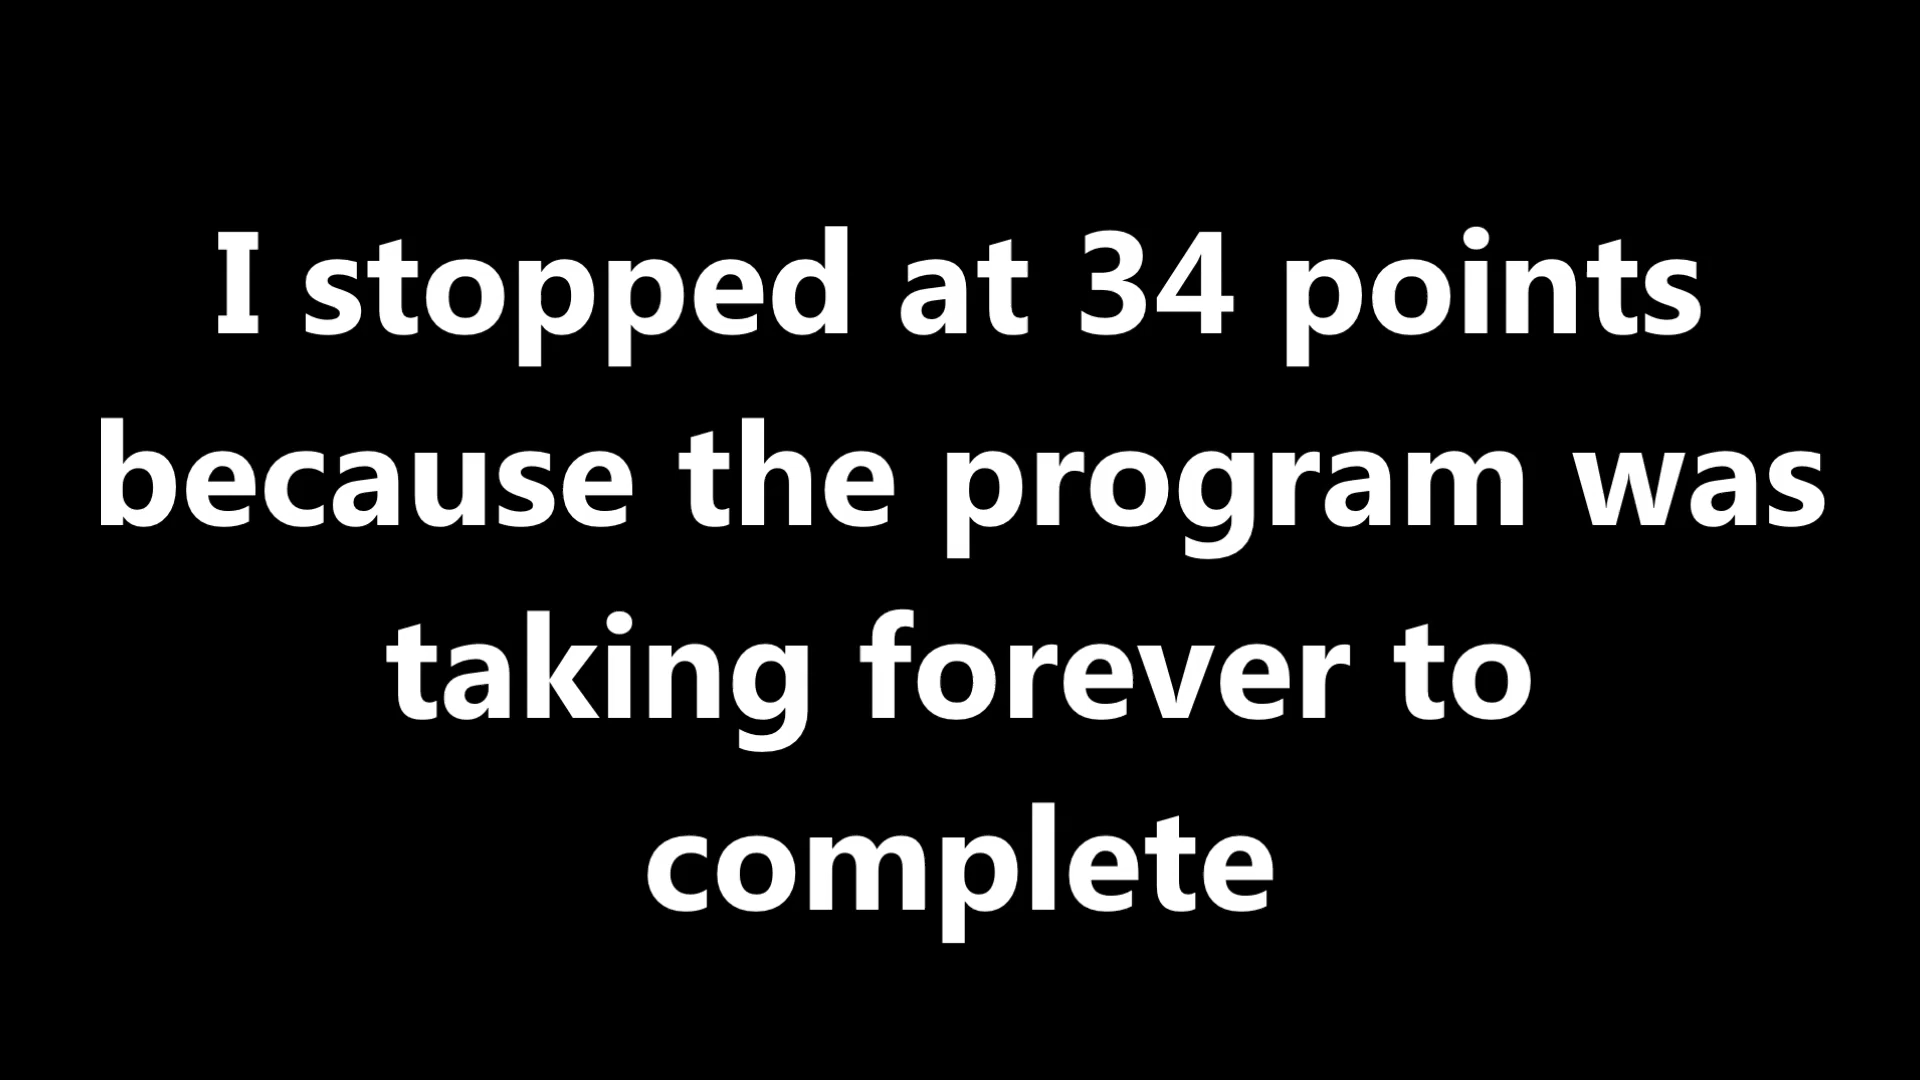 I stopped at 34 points
because the program was
taking forever to
complete